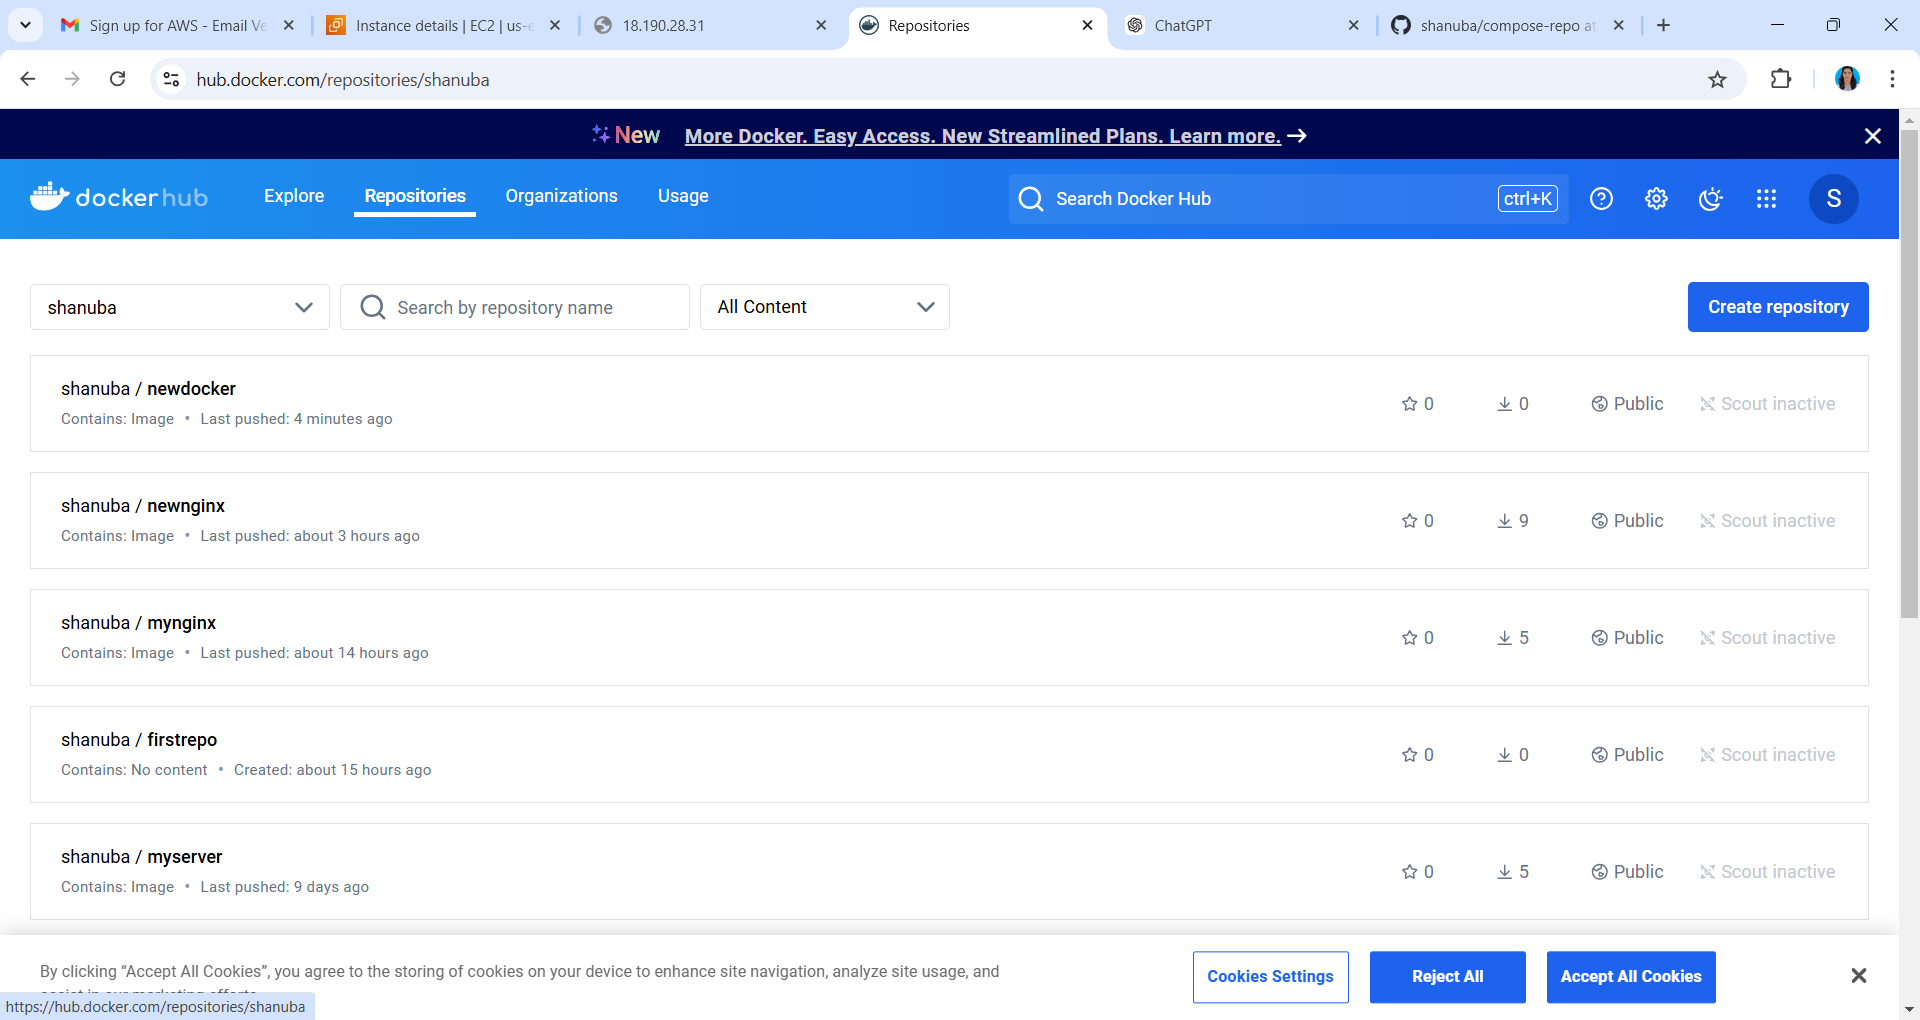 Sign up for AWS - Email Ve
Instance details | EC2 | us-e
18.190.28.31
Repositories
ChatGPT
shanuba/compose-repo at
hub.docker.com/repositories/shanuba
New More Docker. Easy Access. New Streamlined Plans. Learn more. →
docker hub
Explore
Repositories
Organizations
Usage
Search Docker Hub
ctrl+K
S
shanuba
Search by repository name
All Content
Create repository
shanuba / newdocker
Contains: Image • Last pushed: 4 minutes ago
0
0
Public
Scout inactive
shanuba / newnginx
Contains: Image • Last pushed: about 3 hours ago
0
9
Public
Scout inactive
shanuba / mynginx
Contains: Image • Last pushed: about 14 hours ago
0
5
Public
Scout inactive
shanuba / firstrepo
Contains: No content • Created: about 15 hours ago
0
0
Public
Scout inactive
shanuba / myserver
Contains: Image • Last pushed: 9 days ago
0
5
Public
Scout inactive
By clicking “Accept All Cookies”, you agree to the storing of cookies on your device to enhance site navigation, analyze site usage, and
Cookies Settings
Reject All
Accept All Cookies
https://hub.docker.com/repositories/shanuba